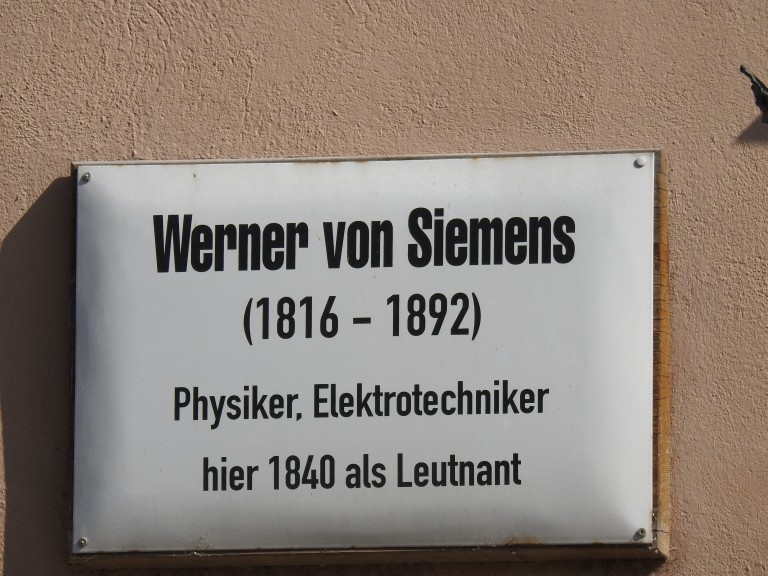 Werner von Siemens
(1816 - 1892)
Physiker, Elektrotechniker
hier 1840 als Leutnant